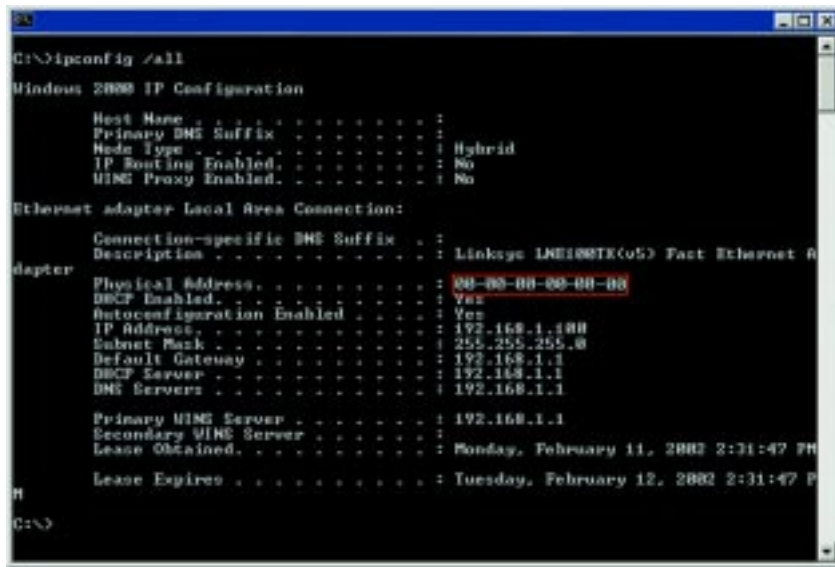 C:\>ipconfig /all
Windows 2000 IP Configuration
Host Name . . . . . . . . . . . . :
Primary DNS Suffix . . . . . . . :
Node Type . . . . . . . . . . . . : Hybrid
IP Routing Enabled. . . . . . . . : No
WINS Proxy Enabled. . . . . . . . : No
Ethernet adapter Local Area Connection:
Connection-specific DNS Suffix . :
Description . . . . . . . . . . . : Linksys LNE100TX(v5) Fast Ethernet A
dapter
Physical Address. . . . . . . . . : 00-00-00-00-00-00
DHCP Enabled. . . . . . . . . . . : Yes
Autoconfiguration Enabled . . . . : Yes
IP Address. . . . . . . . . . . . : 192.168.1.100
Subnet Mask . . . . . . . . . . . : 255.255.255.0
Default Gateway . . . . . . . . . : 192.168.1.1
DHCP Server . . . . . . . . . . . : 192.168.1.1
DNS Servers . . . . . . . . . . . : 192.168.1.1
Primary WINS Server . . . . . . . : 192.168.1.1
Secondary WINS Server . . . . . . :
Lease Obtained. . . . . . . . . . : Monday, February 11, 2002 2:31:47 PM
Lease Expires . . . . . . . . . . : Tuesday, February 12, 2002 2:31:47 P
M
C:\>